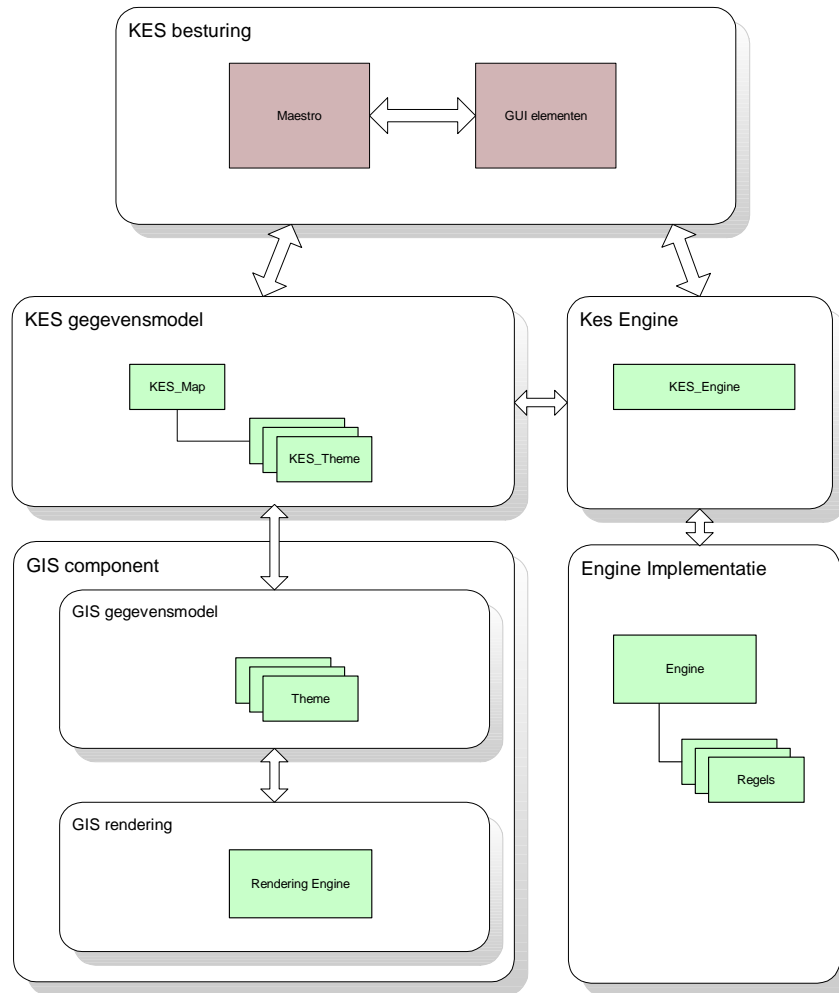 KES besturing
Maestro
GUI elementen
KES gegevensmodel
KES_Map
KES_Theme
Kes Engine
KES_Engine
GIS component
GIS gegevensmodel
Theme
GIS rendering
Rendering Engine
Engine Implementatie
Engine
Regels